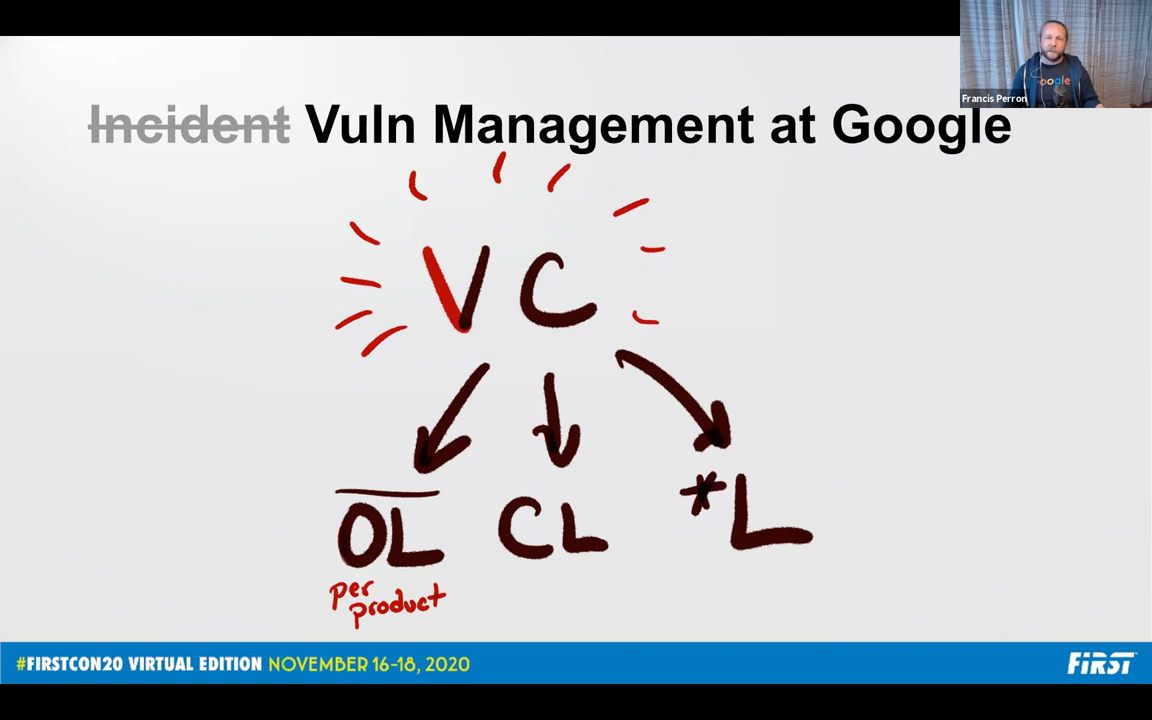 Incident Vuln Management at Google
Google
Francis Perron
VC
OL CL *L
per
product
#FIRSTCON20 VIRTUAL EDITION NOVEMBER 16-18, 2020
FIRST